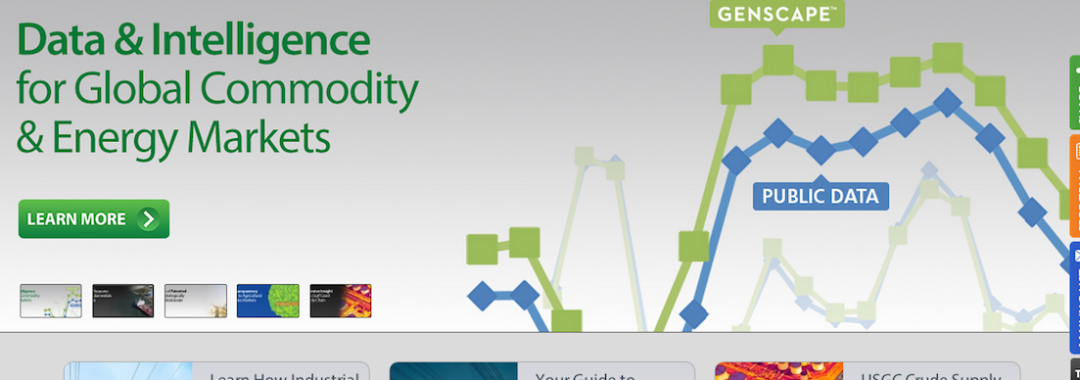 Data & Intelligence
for Global Commodity
& Energy Markets
LEARN MORE
GENSCAPE™
PUBLIC DATA
Learn How Industrial
Your Guide to
USGC Crude Supply